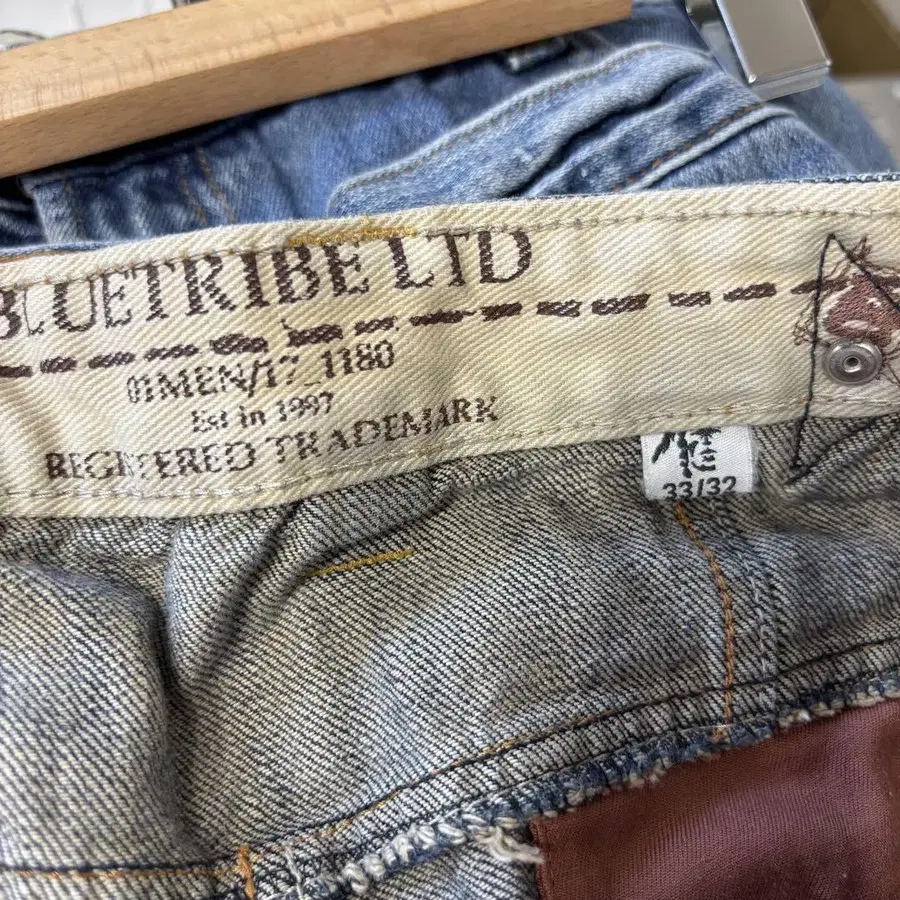 BLUETRIBE LTD
01MEN/17_1180
Est in 1997
REGISTERED TRADEMARK
33/32